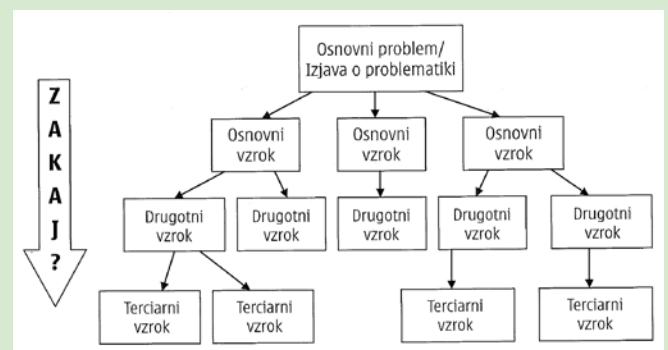 Osnovni problem/
Izjava o problematiki
Z
A
K
A
J
?
Osnovni
vzrok
Osnovni
vzrok
Osnovni
vzrok
Drugotni
vzrok
Drugotni
vzrok
Drugotni
vzrok
Drugotni
vzrok
Drugotni
vzrok
Terciarni
vzrok
Terciarni
vzrok
Terciarni
vzrok
Terciarni
vzrok